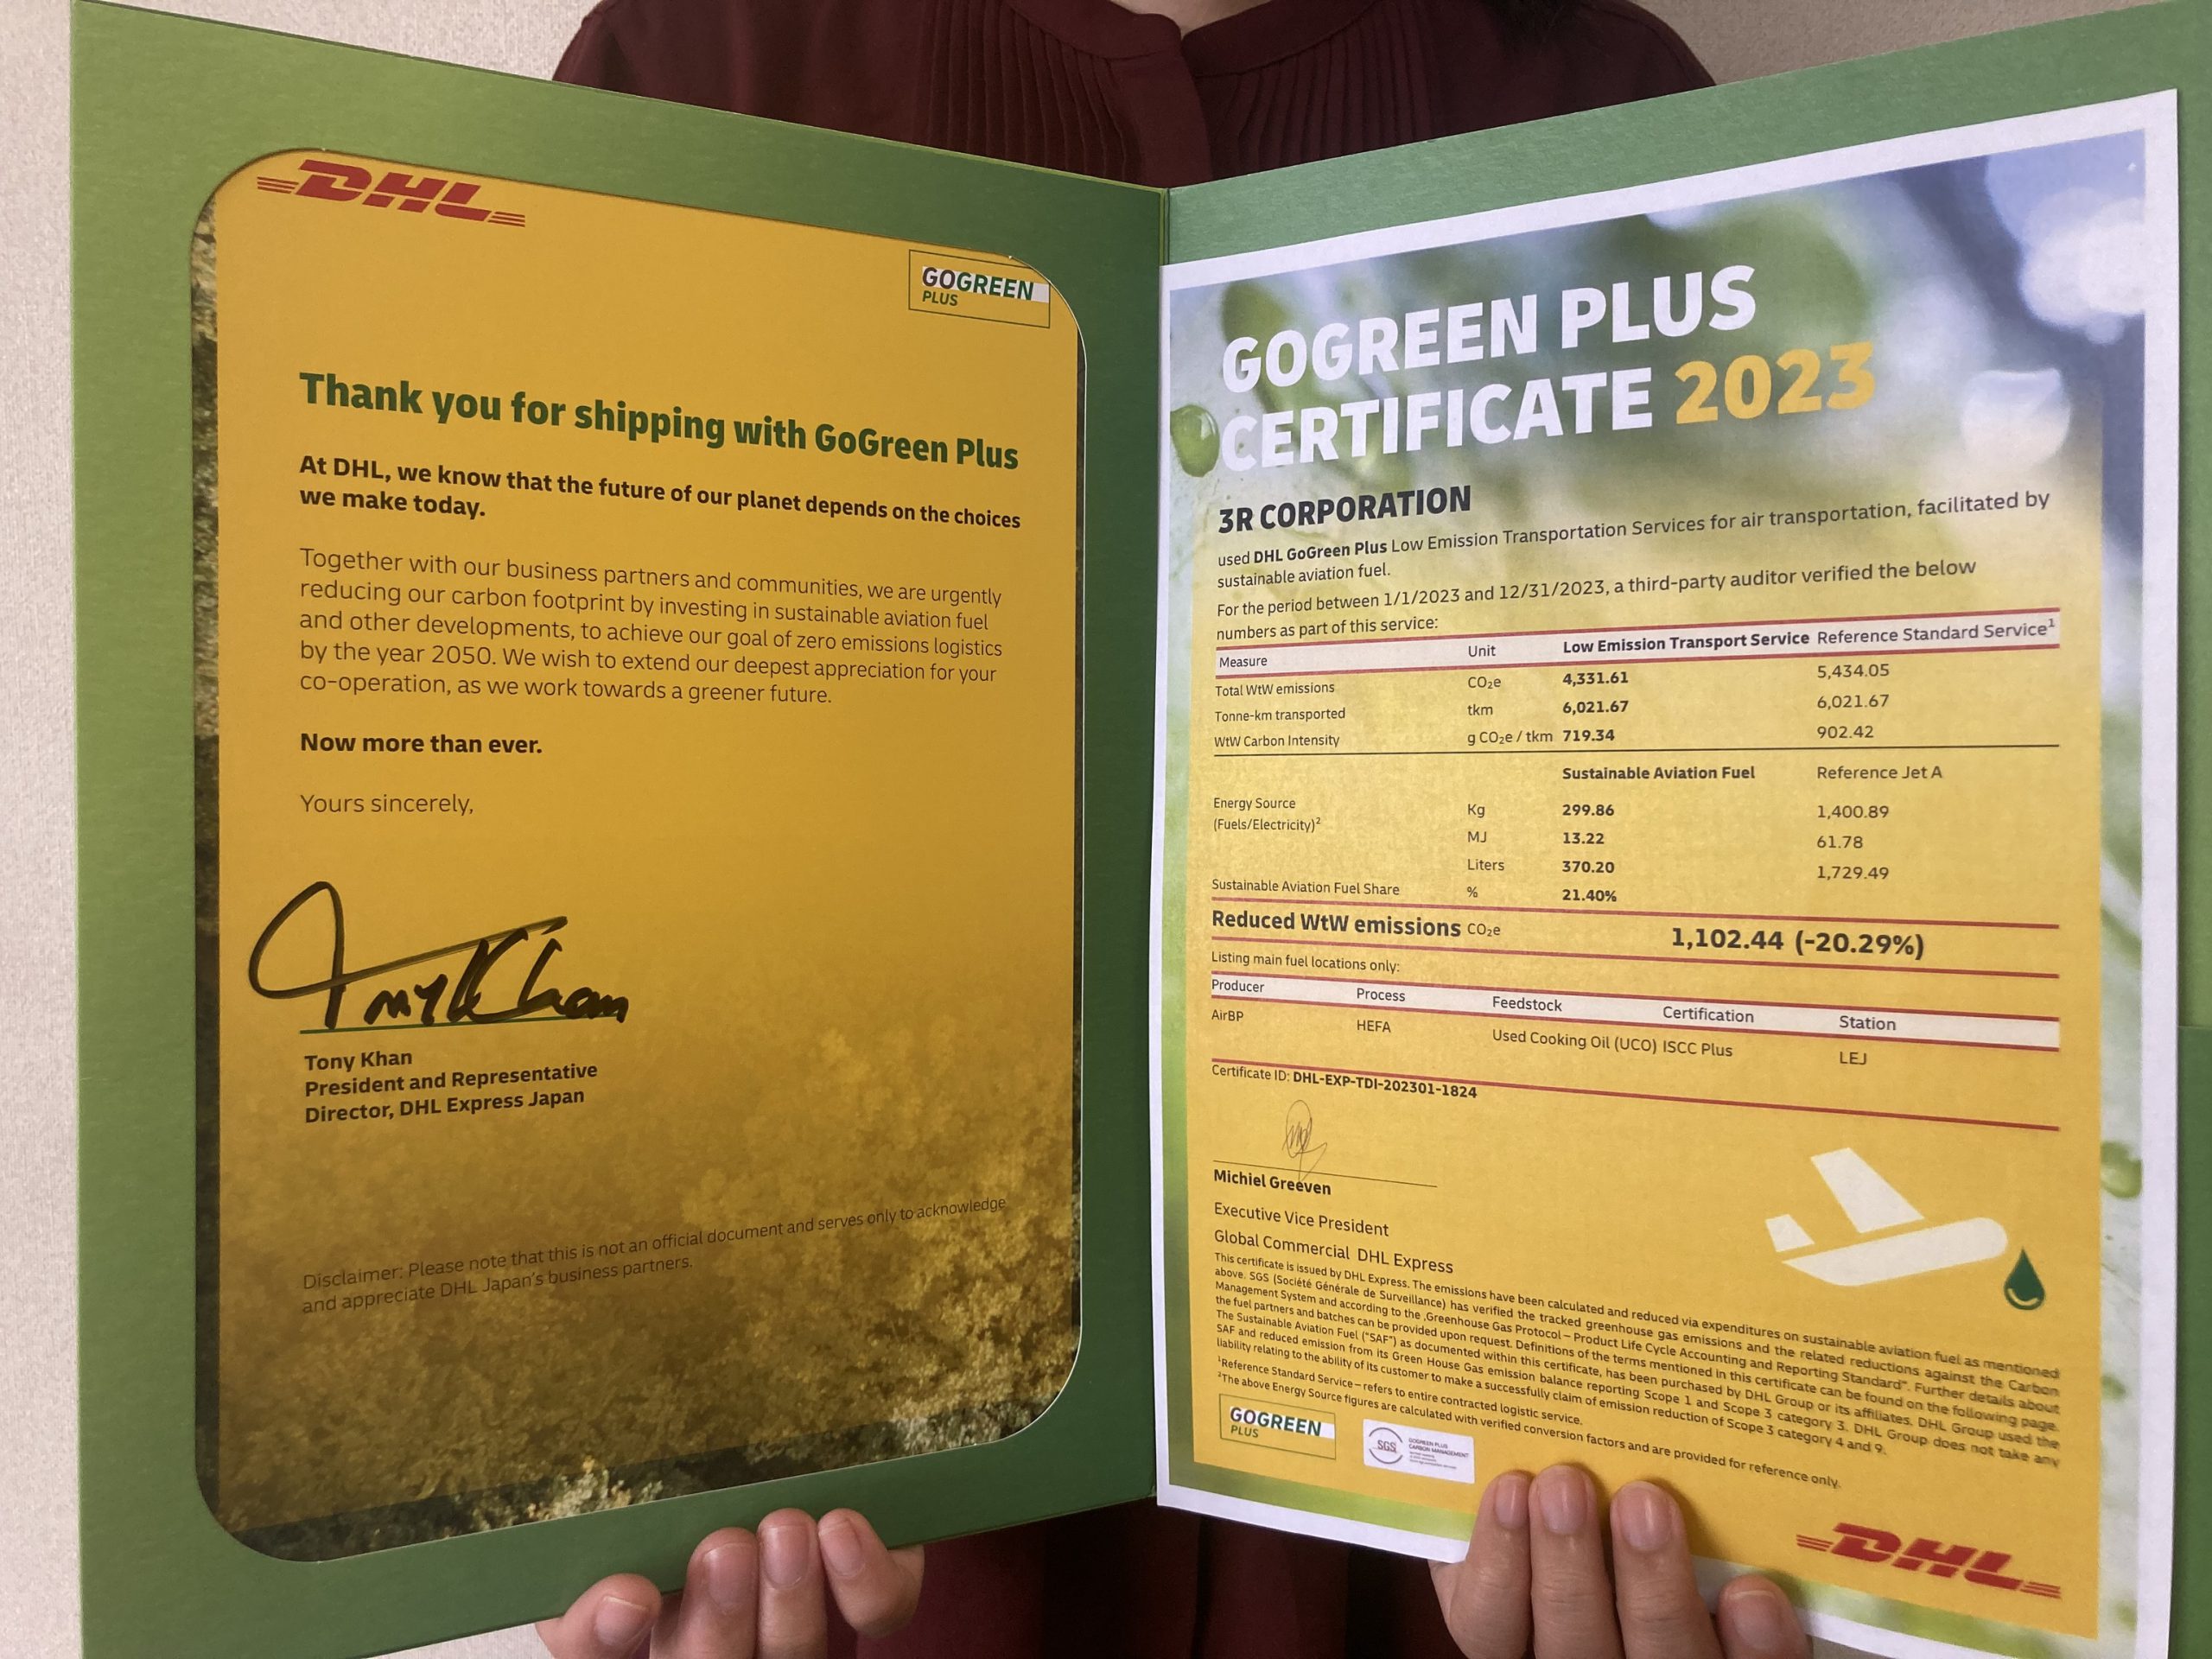 DHL
GOGREEN
PLUS
Thank you for shipping with GoGreen Plus
At DHL, we know that the future of our planet depends on the choices
we make today.
Together with our business partners and communities, we are urgently
reducing our carbon footprint by investing in sustainable aviation fuel
and other developments, to achieve our goal of zero emissions logistics
by the year 2050. We wish to extend our deepest appreciation for your
co-operation, as we work towards a greener future.
Now more than ever.
Yours sincerely,
Tony Khan
Tony Khan
President and Representative
Director, DHL Express Japan
Disclaimer: Please note that this is not an official document and serves only to acknowledge
and appreciate DHL Japan's business partners.
GOGREEN PLUS
CERTIFICATE 2023
3R CORPORATION
used DHL GoGreen Plus Low Emission Transportation Services for air transportation, facilitated by
sustainable aviation fuel.
For the period between 1/1/2023 and 12/31/2023, a third-party auditor verified the below
numbers as part of this service:
Measure Unit Low Emission Transport Service Reference Standard Service¹
Total WtW emissions CO₂e 4,331.61 5,434.05
Tonne-km transported tkm 6,021.67 6,021.67
WtW Carbon Intensity g CO₂e / tkm 719.34 902.42
Sustainable Aviation Fuel Reference Jet A
Energy Source Kg 299.86 1,400.89
(Fuels/Electricity)² MJ 13.22 61.78
Liters 370.20 1,729.49
Sustainable Aviation Fuel Share % 21.40%
Reduced WtW emissions CO₂e 1,102.44 (-20.29%)
Listing main fuel locations only:
Producer Process Feedstock Certification Station
AirBP HEFA Used Cooking Oil (UCO) ISCC Plus LEJ
Certificate ID: DHL-EXP-TDI-202301-1824
Michiel Greeven
Executive Vice President
Global Commercial DHL Express
This certificate is issued by DHL Express. The emissions have been calculated and reduced via expenditures on sustainable aviation fuel as mentioned
above. SGS (Société Générale de Surveillance) has verified the tracked greenhouse gas emissions and the related reductions against the Carbon
Management System and according to the „Greenhouse Gas Protocol – Product Life Cycle Accounting and Reporting Standard". Further details about
the fuel partners and batches can be provided upon request. Definitions of the terms mentioned in this certificate can be found on the following page.
The Sustainable Aviation Fuel ("SAF") as documented within this certificate, has been purchased by DHL Group or its affiliates. DHL Group used the
SAF and reduced emission from its Green House Gas emission balance reporting Scope 1 and Scope 3 category 3. DHL Group does not take any
liability relating to the ability of its customer to make a successfully claim of emission reduction of Scope 3 category 4 and 9.
¹Reference Standard Service – refers to entire contracted logistic service.
²The above Energy Source figures are calculated with verified conversion factors and are provided for reference only.
GOGREEN
PLUS
SGS
GOGREEN PLUS
CARBON MANAGEMENT
DHL